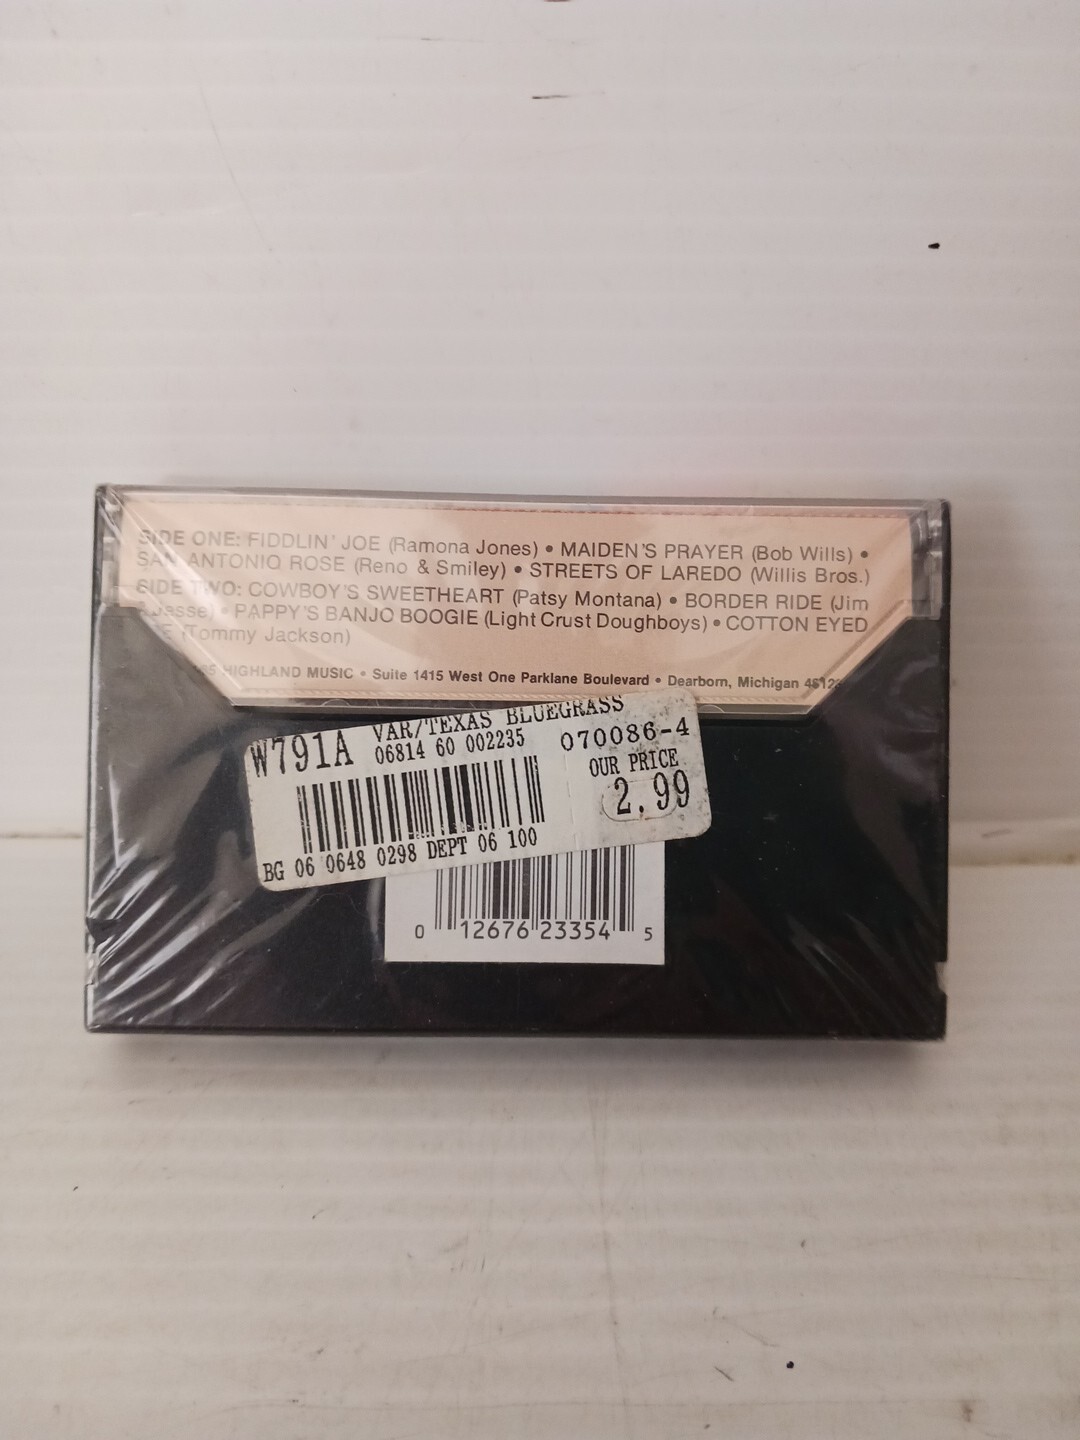 SIDE ONE: FIDDLIN' JOE (Ramona Jones) • MAIDEN'S PRAYER (Bob Wills) •
SAN ANTONIO ROSE (Reno & Smiley) • STREETS OF LAREDO (Willis Bros.)
SIDE TWO: COWBOY'S SWEETHEART (Patsy Montana) • BORDER RIDE (Jim
& Jesse) • PAPPY'S BANJO BOOGIE (Light Crust Doughboys) • COTTON EYED
(Tommy Jackson)
HIGHLAND MUSIC • Suite 1415 West One Parklane Boulevard • Dearborn, Michigan
W791A VAR/TEXAS BLUEGRASS
06814 60 002235
070086-4
OUR PRICE
2.99
BG 06 0648 0298 DEPT 06 100
0 12676 23354 5